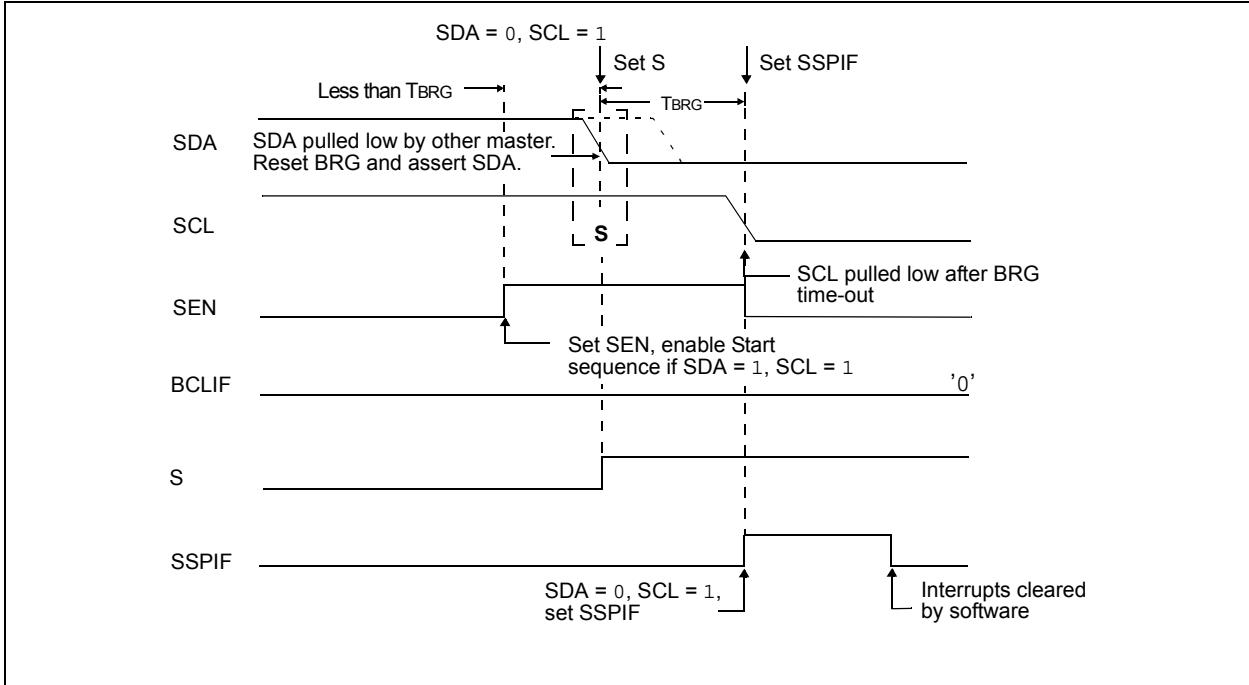 SDA = 0, SCL = 1
Set S
Set SSPIF
Less than TBRG
TBRG
SDA
SDA pulled low by other master.
Reset BRG and assert SDA.
SCL
S
SCL pulled low after BRG
time-out
SEN
Set SEN, enable Start
sequence if SDA = 1, SCL = 1
BCLIF
'0'
S
SSPIF
SDA = 0, SCL = 1,
set SSPIF
Interrupts cleared
by software